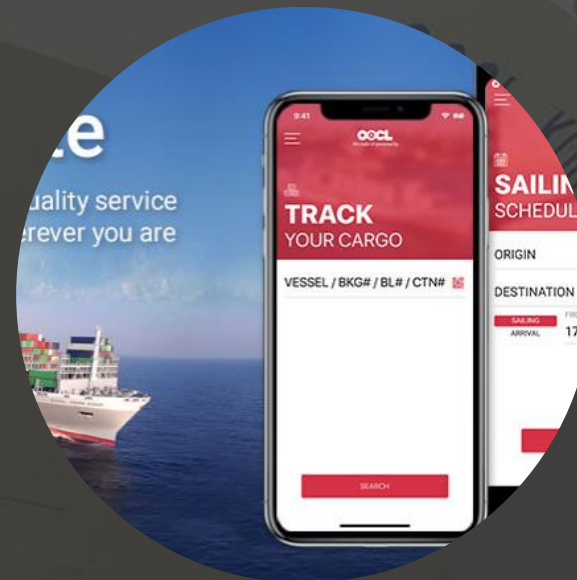 uality service
erever you are
9:41
OOCL
TRACK
YOUR CARGO
VESSEL / BKG# / BL# / CTN#
SEARCH
SAILIN
SCHEDUL
ORIGIN
DESTINATION
SAILING
ARRIVAL
17